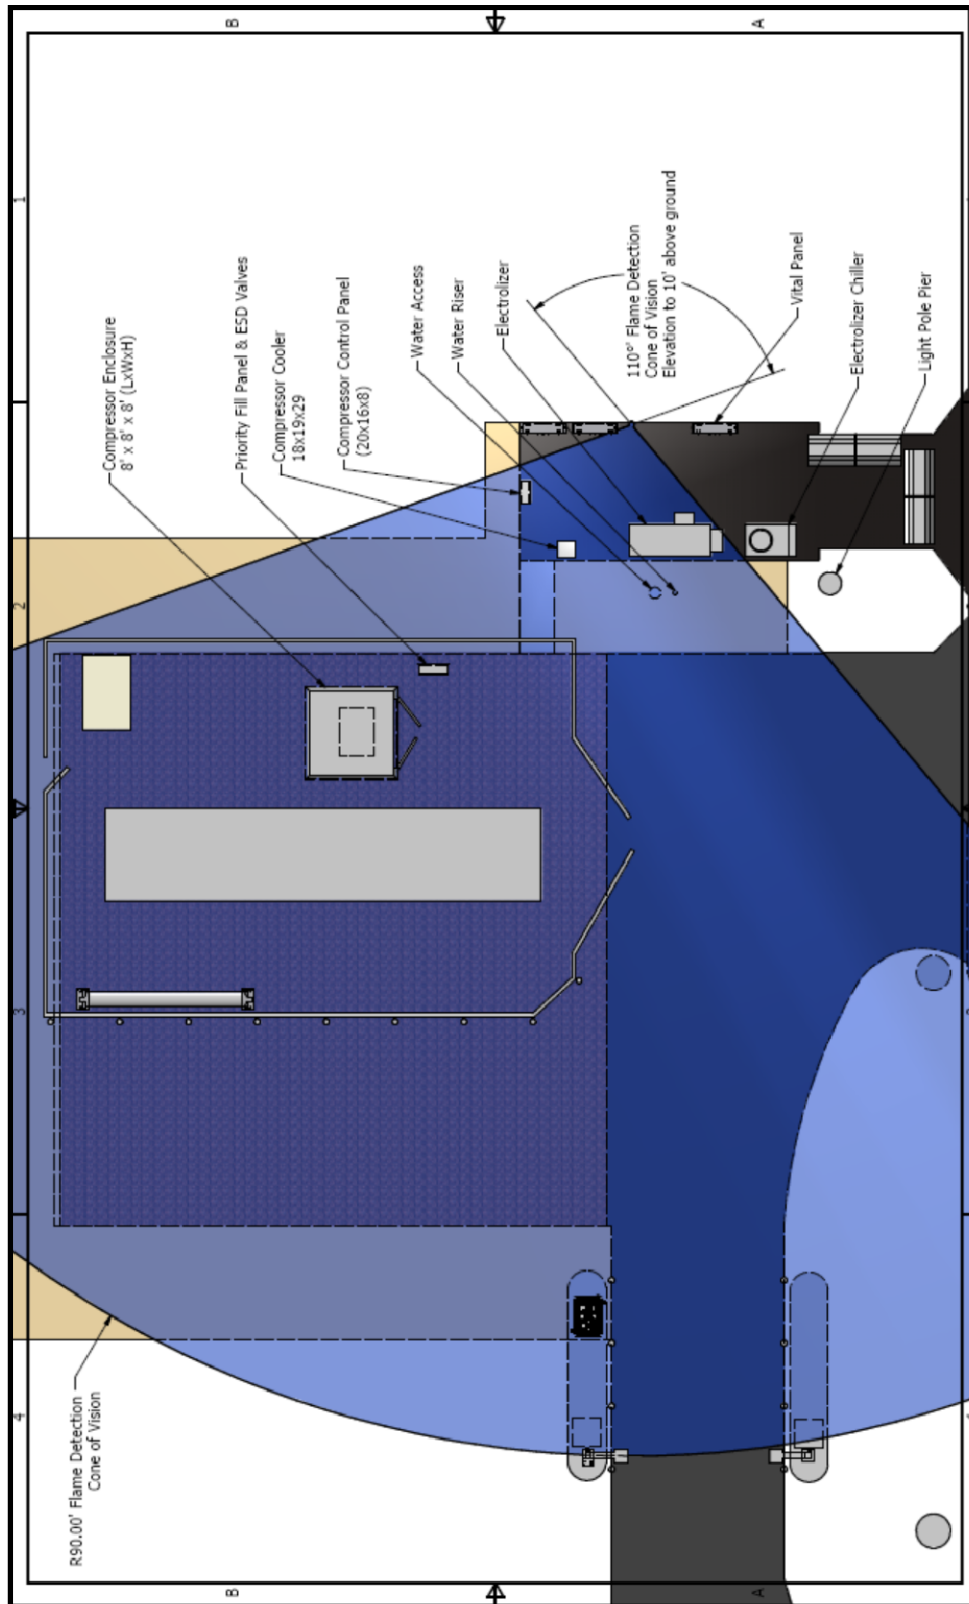 B
A
1
2
3
4
Compressor Enclosure
8' x 8' x 8' (LxWxH)
Priority Fill Panel & ESD Valves
Compressor Cooler
18x19x29
Compressor Control Panel
(20x16x8)
Water Access
Water Riser
Electrolizer
110° Flame Detection
Cone of Vision
Elevation to 10' above ground
Vital Panel
Electrolizer Chiller
Light Pole Pier
R90.00' Flame Detection
Cone of Vision
B
A